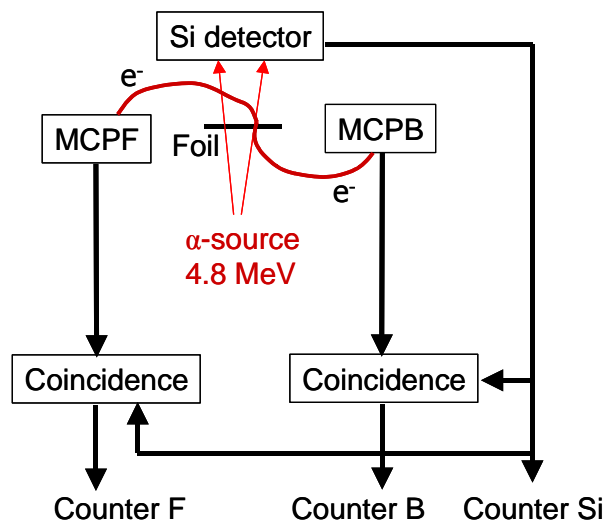 Si detector
e-
MCPF
Foil
MCPB
e-
α-source
4.8 MeV
Coincidence
Coincidence
Counter F
Counter B
Counter Si